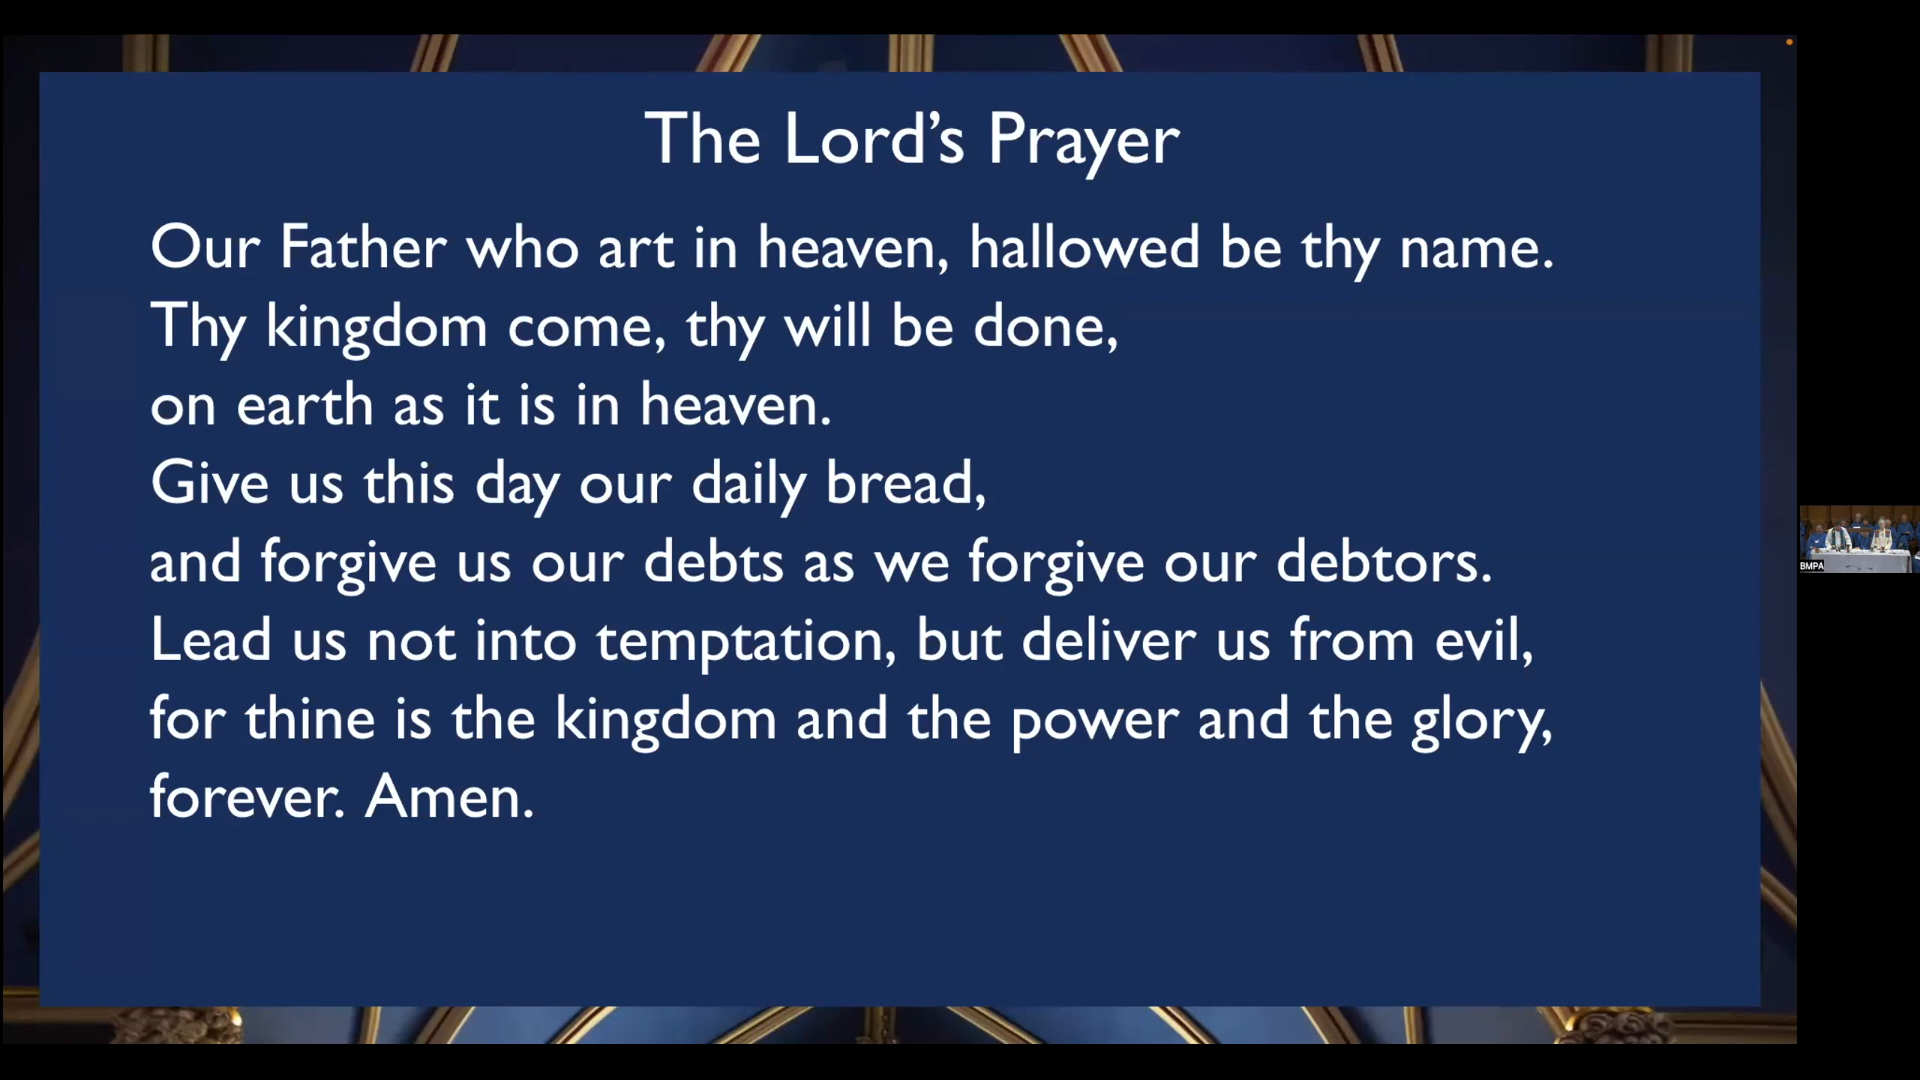 The Lord’s Prayer
Our Father who art in heaven, hallowed be thy name.
Thy kingdom come, thy will be done,
on earth as it is in heaven.
Give us this day our daily bread,
and forgive us our debts as we forgive our debtors.
Lead us not into temptation, but deliver us from evil,
for thine is the kingdom and the power and the glory,
forever. Amen.
BMPA